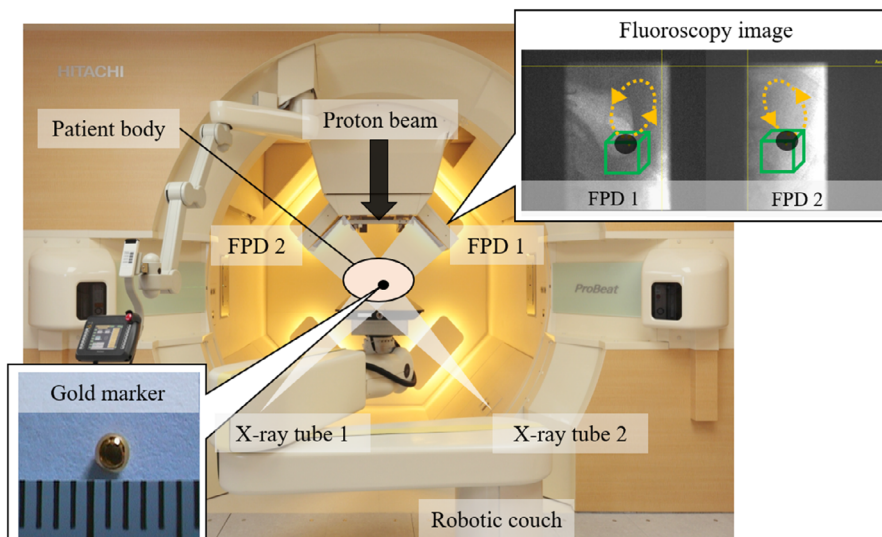 Fluoroscopy image
FPD 1
FPD 2
HITACHI
Patient body
Proton beam
FPD 2
FPD 1
ProBeat
Gold marker
X-ray tube 1
X-ray tube 2
Robotic couch